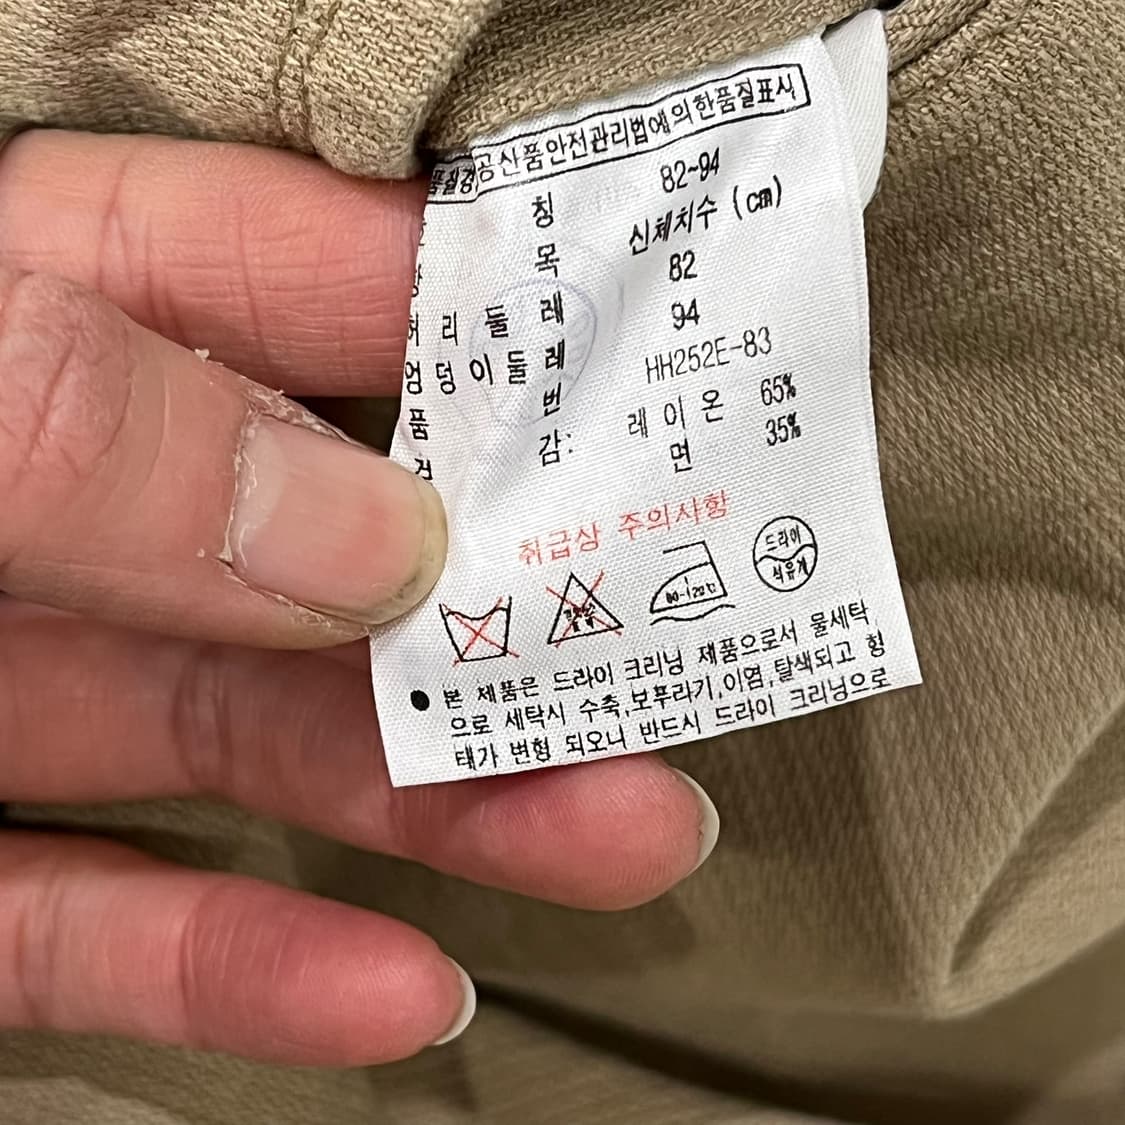 공산품안전관리법에의한품질표시
칭 82~94
목 신체치수 (cm)
허리둘레 82
엉덩이둘레 94
품 번 HH252E-83
겉 감: 레이온 65%
면 35%
취급상 주의사항
드라이
석유계
● 본 제품은 드라이 크리닝 제품으로서 물세탁
으로 세탁시 수축,보푸라기,이염,탈색되고 형
태가 변형 되오니 반드시 드라이 크리닝으로